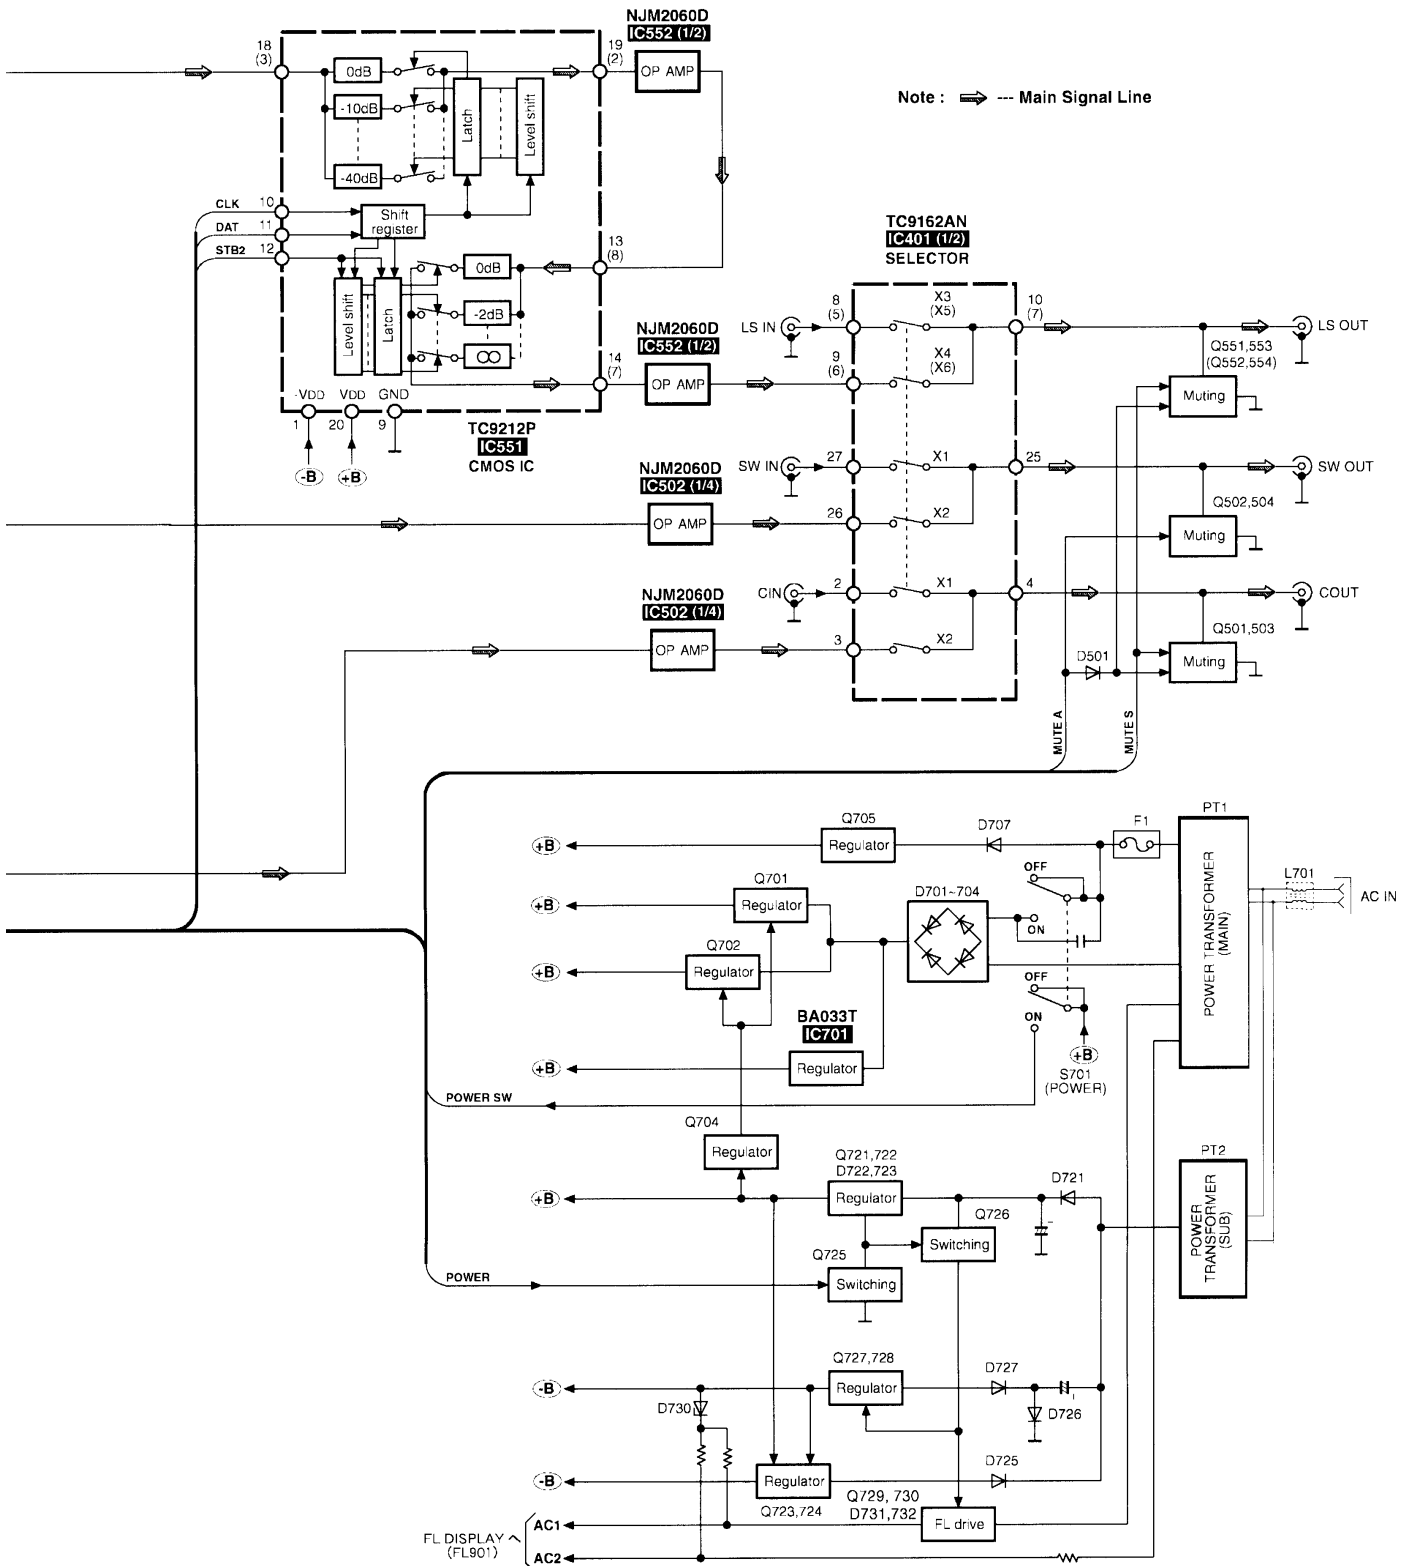 NJM2060D
IC552 (1/2)
18
(3)
19
(2)
0dB
OP AMP
-10dB
Latch
Level shift
-40dB
Note : --- Main Signal Line
CLK 10
DAT 11
STB2 12
Shift
register
13
(8)
0dB
-2dB
∞
Level shift
Latch
14
(7)
-VDD VDD GND
1 20 9
-B +B
TC9212P
IC551
CMOS IC
TC9162AN
IC401 (1/2)
SELECTOR
NJM2060D
IC552 (1/2)
OP AMP
LS IN
8
(5)
X3
(X5)
10
(7)
LS OUT
9
(6)
X4
(X6)
Q551,553
(Q552,554)
Muting
NJM2060D
IC502 (1/4)
OP AMP
SW IN
27
X1
25
SW OUT
26
X2
Q502,504
Muting
NJM2060D
IC502 (1/4)
OP AMP
CIN
2
X1
4
COUT
3
X2
Q501,503
Muting
D501
MUTE A
MUTE S
+B
Q705
Regulator
D707
F1
PT1
POWER TRANSFORMER
(MAIN)
L701
AC IN
OFF
ON
+B
Q701
Regulator
D701~704
+B
Q702
Regulator
OFF
ON
+B
S701
(POWER)
BA033T
IC701
+B
Regulator
POWER SW
Q704
Regulator
Q721,722
D722,723
+B
Regulator
D721
PT2
POWER
TRANSFORMER
(SUB)
Q726
Switching
Q725
POWER
Switching
Q727,728
-B
Regulator
D727
D726
D730
D725
-B
Regulator
Q723,724
Q729, 730
D731,732
FL drive
FL DISPLAY
(FL901)
AC1
AC2